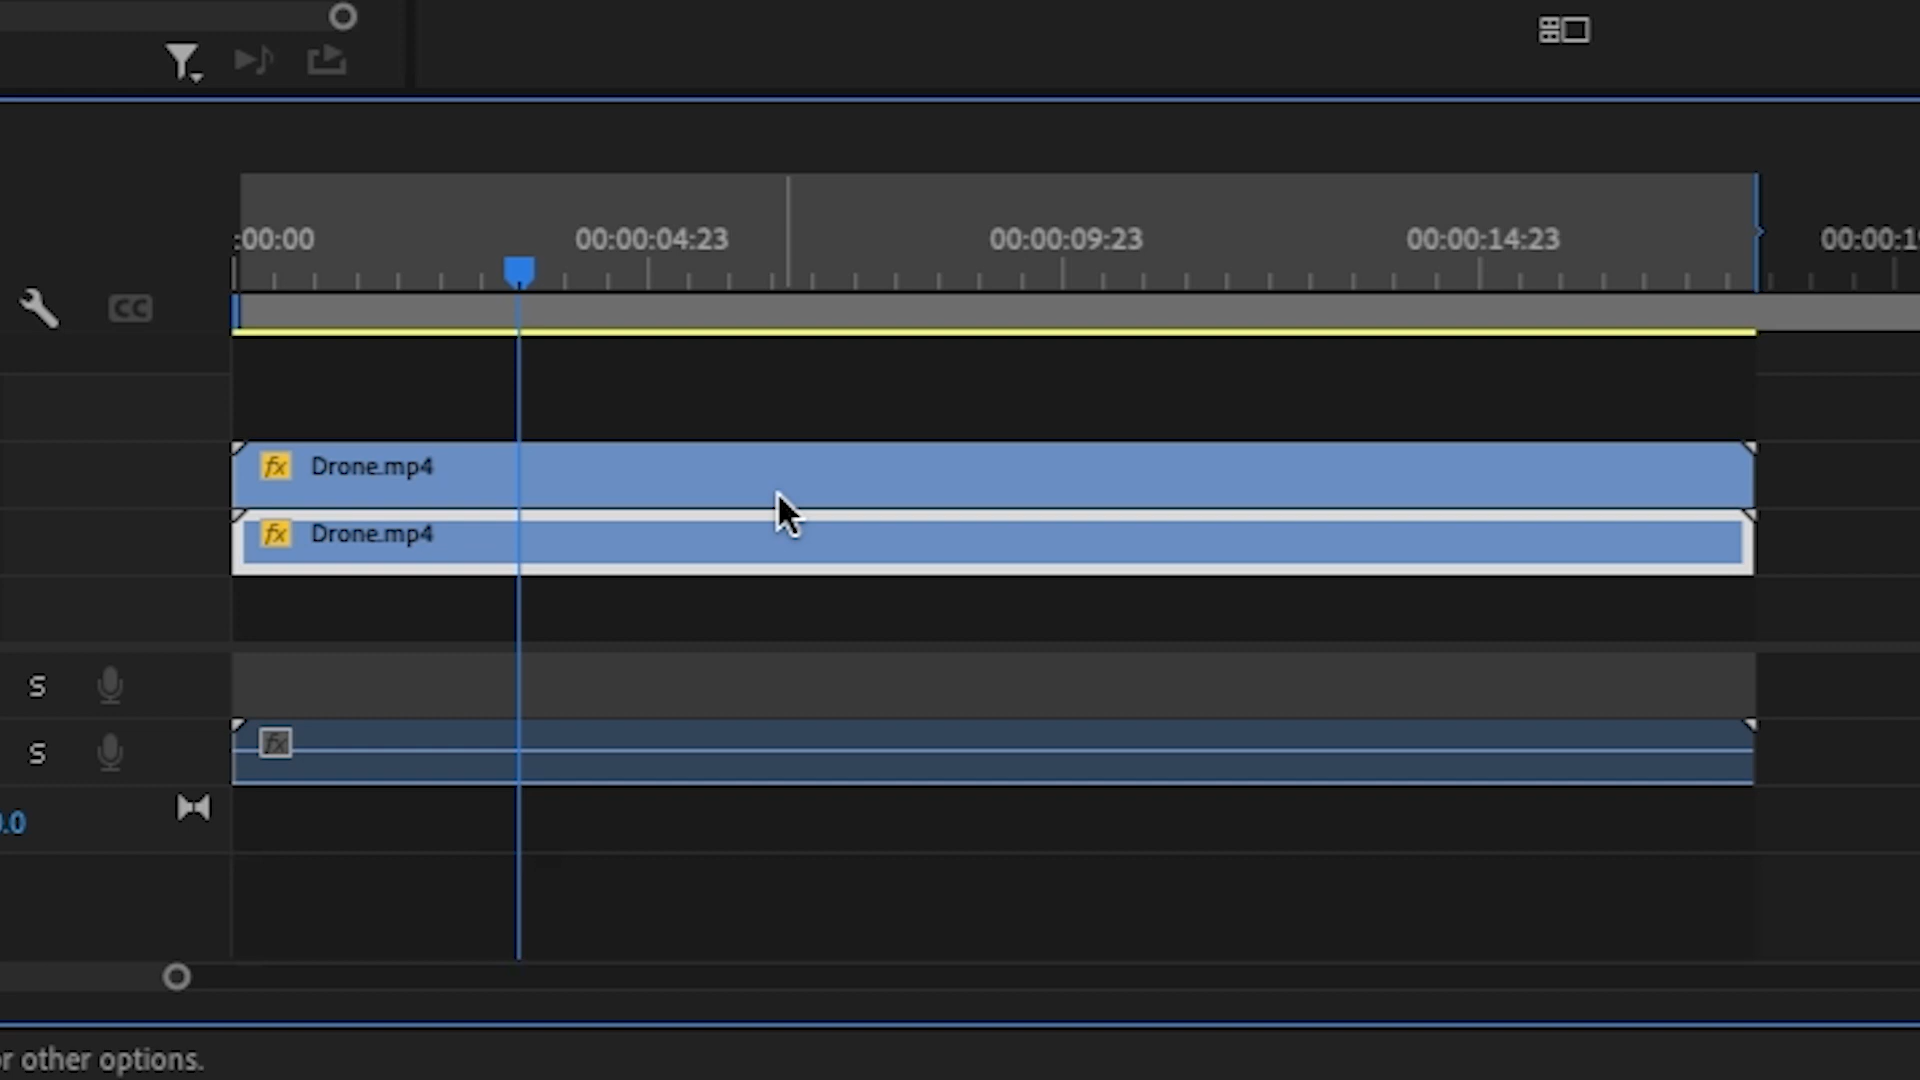 :00:00 00:00:04:23 00:00:09:23 00:00:14:23 00:00:1
CC
fx Drone.mp4
fx Drone.mp4
S
S fx
.0
r other options.